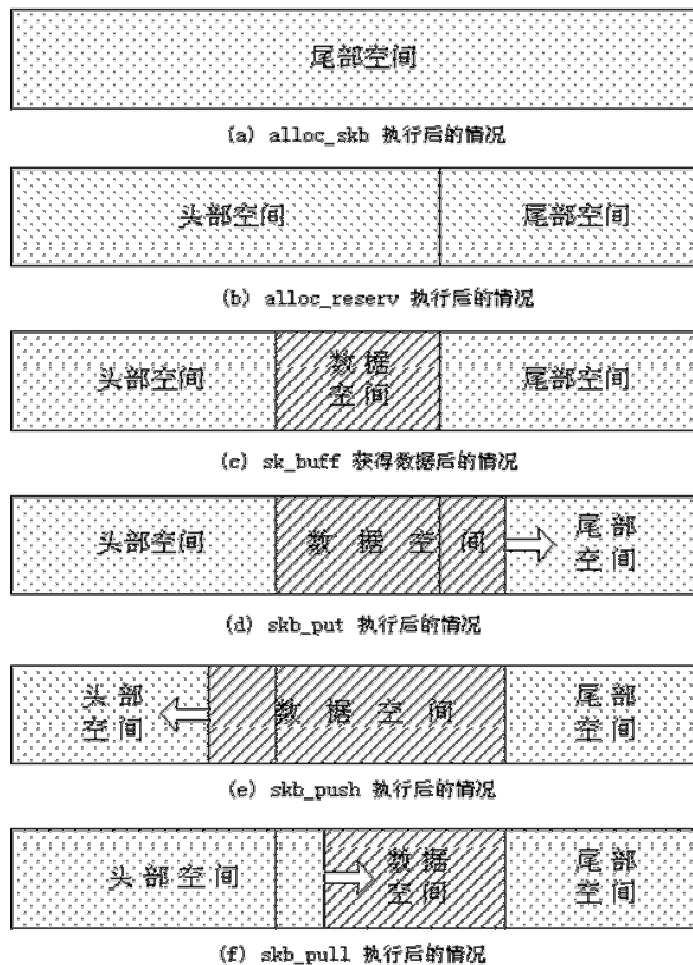 尾部空间
(a) alloc_skb 执行后的情况
头部空间 尾部空间
(b) alloc_reserv 执行后的情况
头部空间 数据 尾部空间
空间
(c) sk_buff 获得数据后的情况
头部空间 数据空间 尾部
空间
(d) skb_put 执行后的情况
头部 数据空间 尾部
空间 空间
(e) skb_push 执行后的情况
头部空间 数据 尾部
空间 空间
(f) skb_pull 执行后的情况